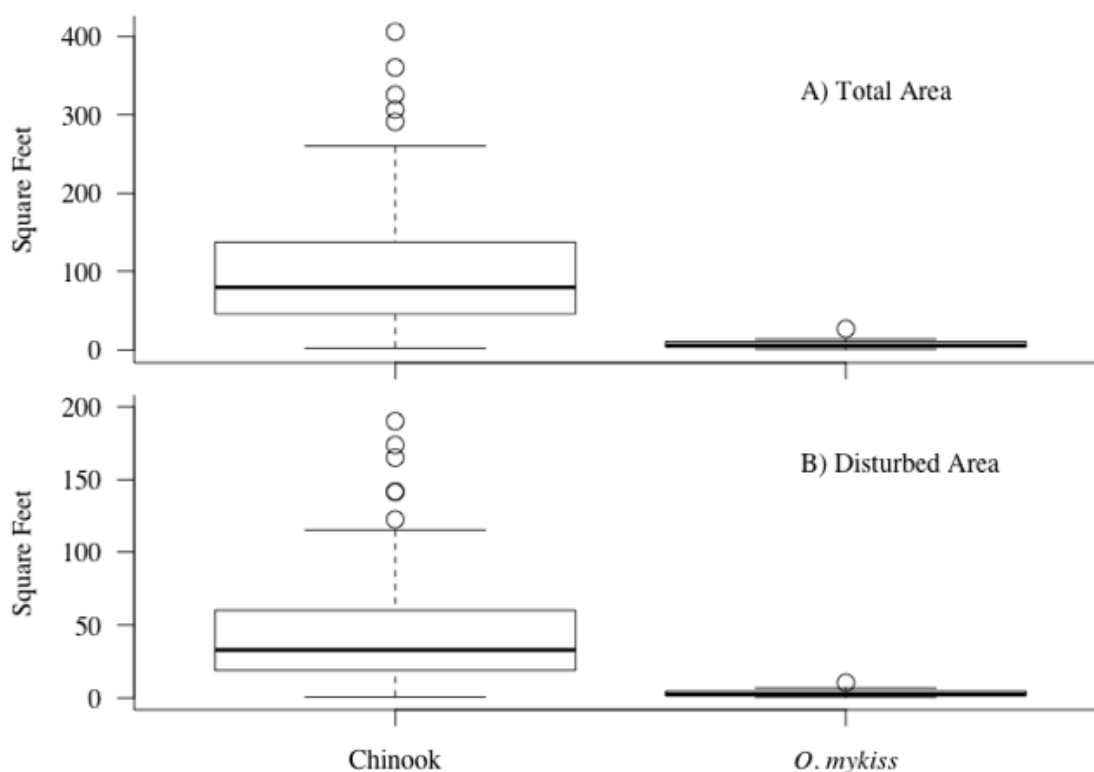 Square Feet
400
300
200
100
0
A) Total Area
Square Feet
200
150
100
50
0
B) Disturbed Area
Chinook
O. mykiss